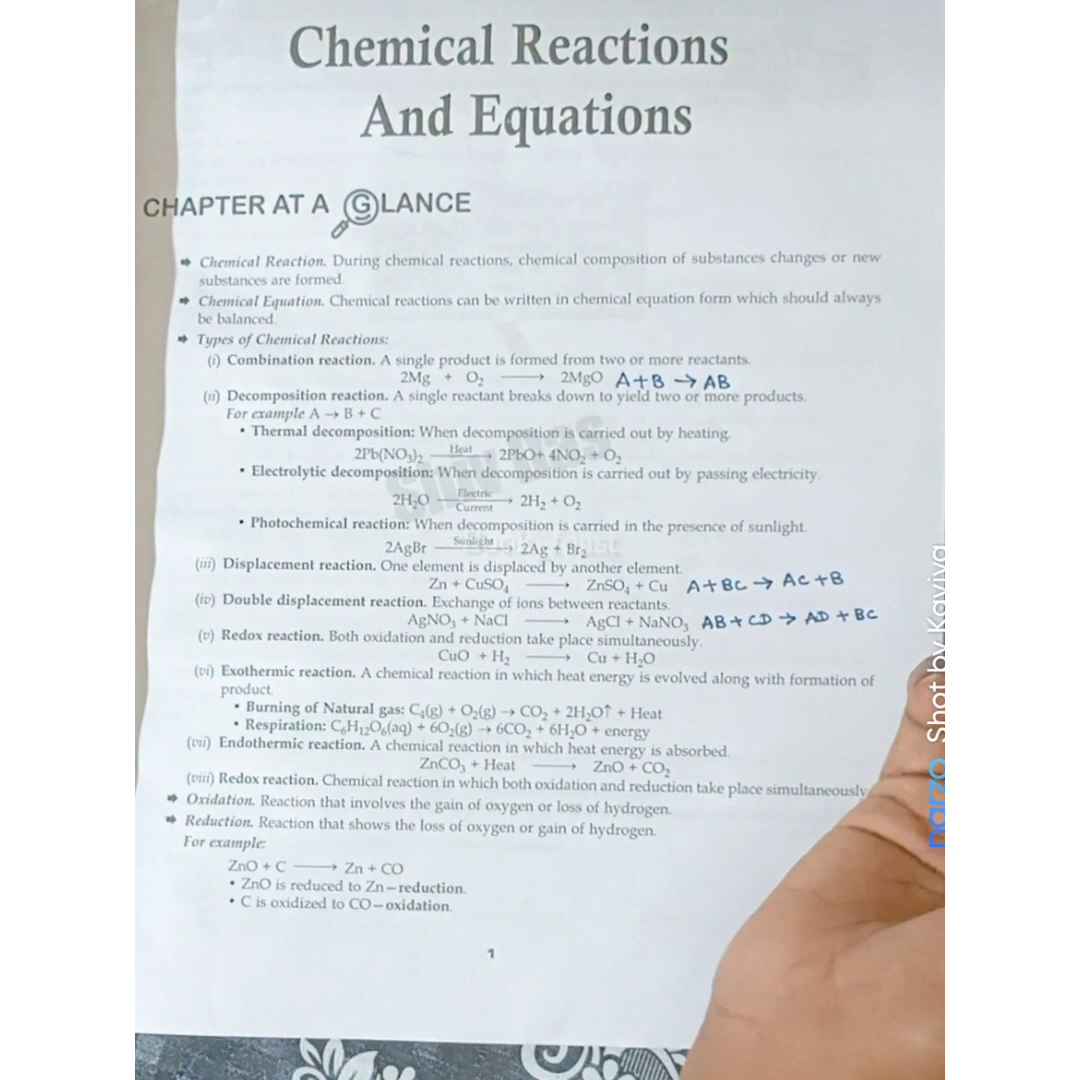 Chemical Reactions
And Equations
CHAPTER AT A GLANCE
➡ Chemical Reaction. During chemical reactions, chemical composition of substances changes or new
substances are formed.
➡ Chemical Equation. Chemical reactions can be written in chemical equation form which should always
be balanced.
➡ Types of Chemical Reactions:
(i) Combination reaction. A single product is formed from two or more reactants.
2Mg + O₂ ⟶ 2MgO A+B → AB
(ii) Decomposition reaction. A single reactant breaks down to yield two or more products.
For example A → B + C
• Thermal decomposition: When decomposition is carried out by heating.
2Pb(NO₃)₂ —Heat→ 2PbO+ 4NO₂ + O₂
• Electrolytic decomposition: When decomposition is carried out by passing electricity.
2H₂O —Electric Current→ 2H₂ + O₂
• Photochemical reaction: When decomposition is carried in the presence of sunlight.
2AgBr —Sunlight→ 2Ag + Br₂
(iii) Displacement reaction. One element is displaced by another element.
Zn + CuSO₄ ⟶ ZnSO₄ + Cu A+BC → AC+B
(iv) Double displacement reaction. Exchange of ions between reactants.
AgNO₃ + NaCl ⟶ AgCl + NaNO₃ AB+CD → AD+BC
(v) Redox reaction. Both oxidation and reduction take place simultaneously.
CuO + H₂ ⟶ Cu + H₂O
(vi) Exothermic reaction. A chemical reaction in which heat energy is evolved along with formation of
product.
• Burning of Natural gas: C₄(g) + O₂(g) → CO₂ + 2H₂O↑ + Heat
• Respiration: C₆H₁₂O₆(aq) + 6O₂(g) → 6CO₂ + 6H₂O + energy
(vii) Endothermic reaction. A chemical reaction in which heat energy is absorbed.
ZnCO₃ + Heat ⟶ ZnO + CO₂
(viii) Redox reaction. Chemical reaction in which both oxidation and reduction take place simultaneously
➡ Oxidation. Reaction that involves the gain of oxygen or loss of hydrogen.
➡ Reduction. Reaction that shows the loss of oxygen or gain of hydrogen.
For example:
ZnO + C ⟶ Zn + CO
• ZnO is reduced to Zn—reduction.
• C is oxidized to CO—oxidation.
1
narzo Shot by Kaviya